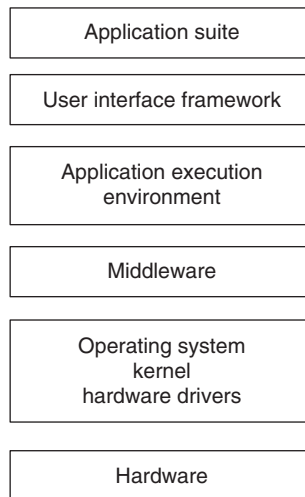 Application suite
User interface framework
Application execution
environment
Middleware
Operating system
kernel
hardware drivers
Hardware